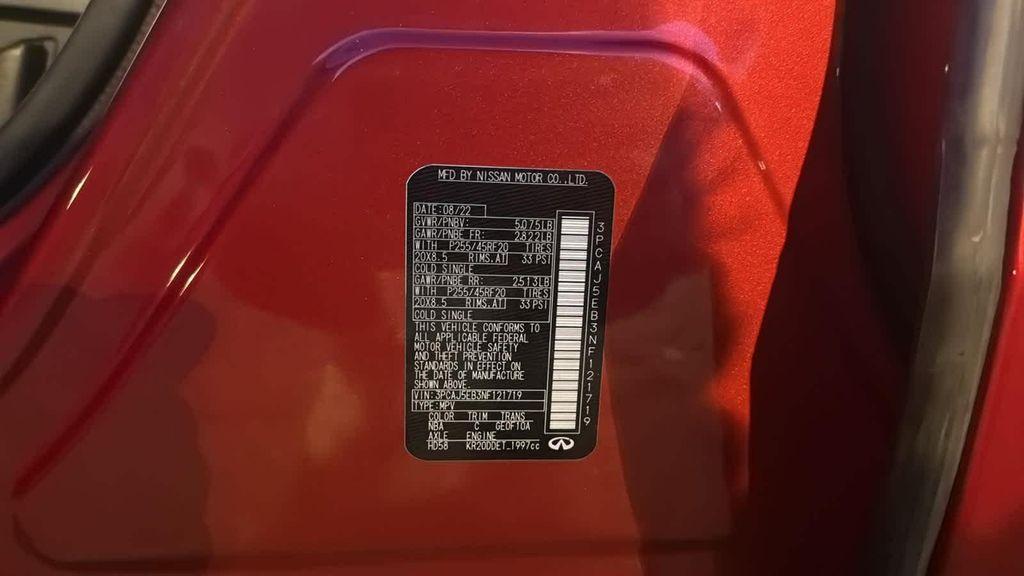 MFD BY NISSAN MOTOR CO.,LTD.
DATE: 08/22
GVWR/PNBV: 5075LB
GAWR/PNBE FR: 2822LB
WITH P255/45RF20 TIRES
20X8.5 RIMS,AT 33 PSI
COLD SINGLE
GAWR/PNBE RR: 2513LB
WITH P255/45RF20 TIRES
20X8.5 RIMS,AT 33 PSI
COLD SINGLE
THIS VEHICLE CONFORMS TO
ALL APPLICABLE FEDERAL
MOTOR VEHICLE SAFETY
AND THEFT PREVENTION
STANDARDS IN EFFECT ON
THE DATE OF MANUFACTURE
SHOWN ABOVE.
VIN: 3PCAJ5EB3NF121719
TYPE: MPV
COLOR TRIM TRANS
NBA C GE0F10A
AXLE ENGINE
HD58 KR20DDET 1997cc
3PCAJ5EB3NF121719